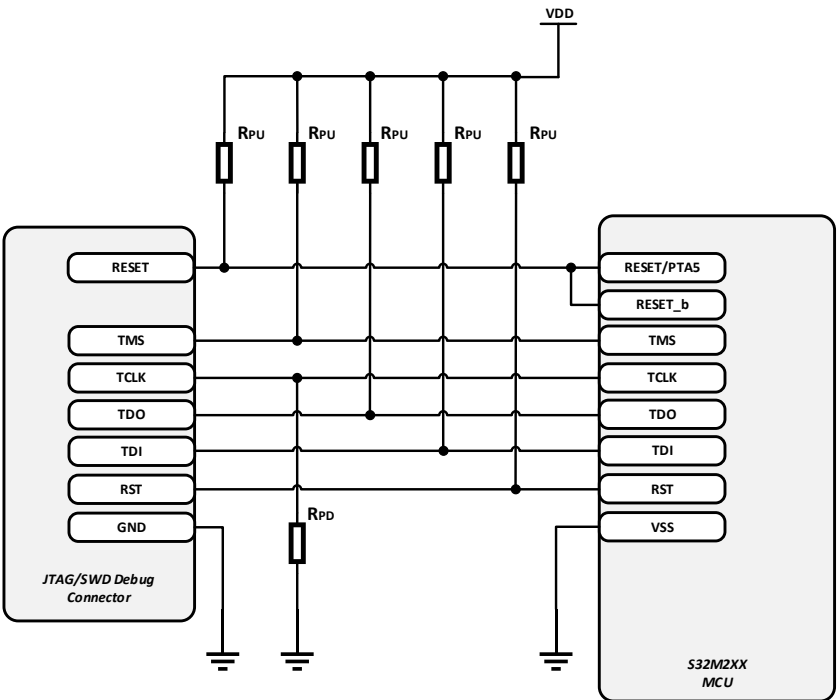 VDD
RPU RPU RPU RPU RPU
RESET RESET/PTA5
RESET_b
TMS TMS
TCLK TCLK
TDO TDO
TDI TDI
RST RST
RPD
GND VSS
JTAG/SWD Debug
Connector
S32M2XX
MCU